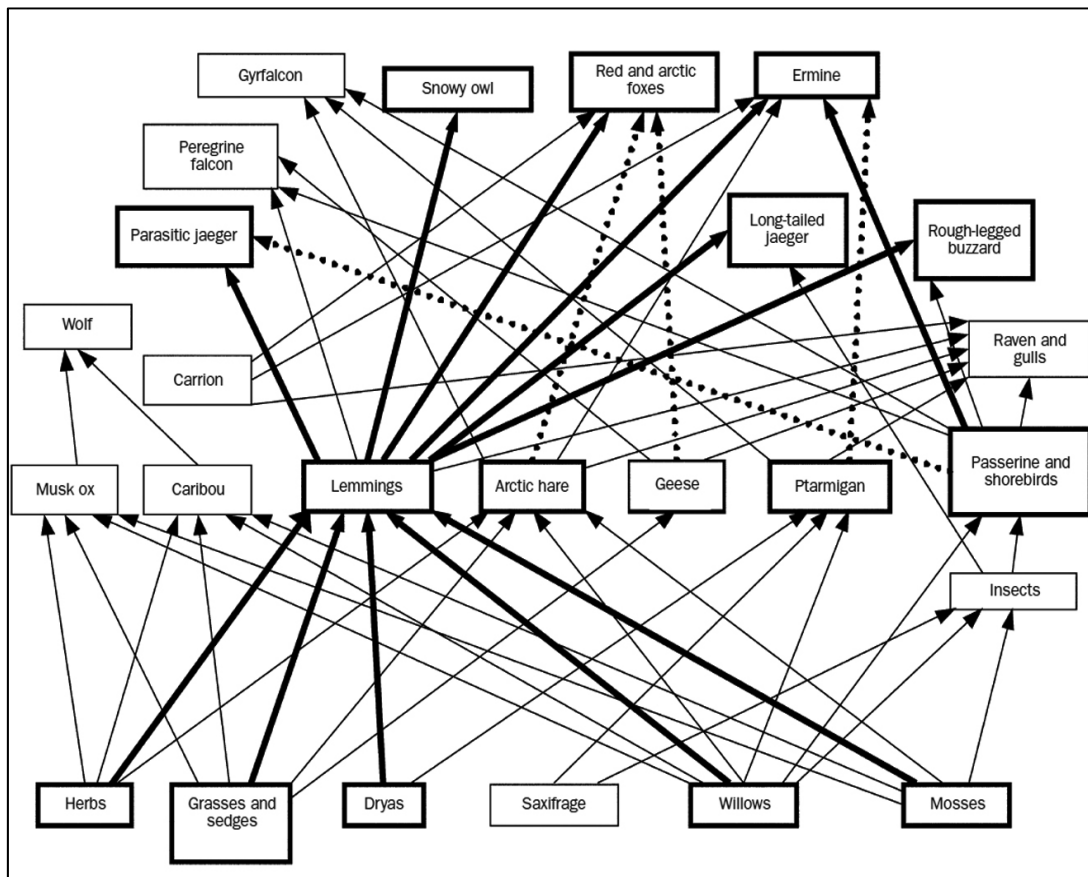 Gyrfalcon
Snowy owl
Red and arctic
foxes
Ermine
Peregrine
falcon
Parasitic jaeger
Long-tailed
jaeger
Rough-legged
buzzard
Wolf
Carrion
Raven and
gulls
Musk ox
Caribou
Lemmings
Arctic hare
Geese
Ptarmigan
Passerine and
shorebirds
Insects
Herbs
Grasses and
sedges
Dryas
Saxifrage
Willows
Mosses